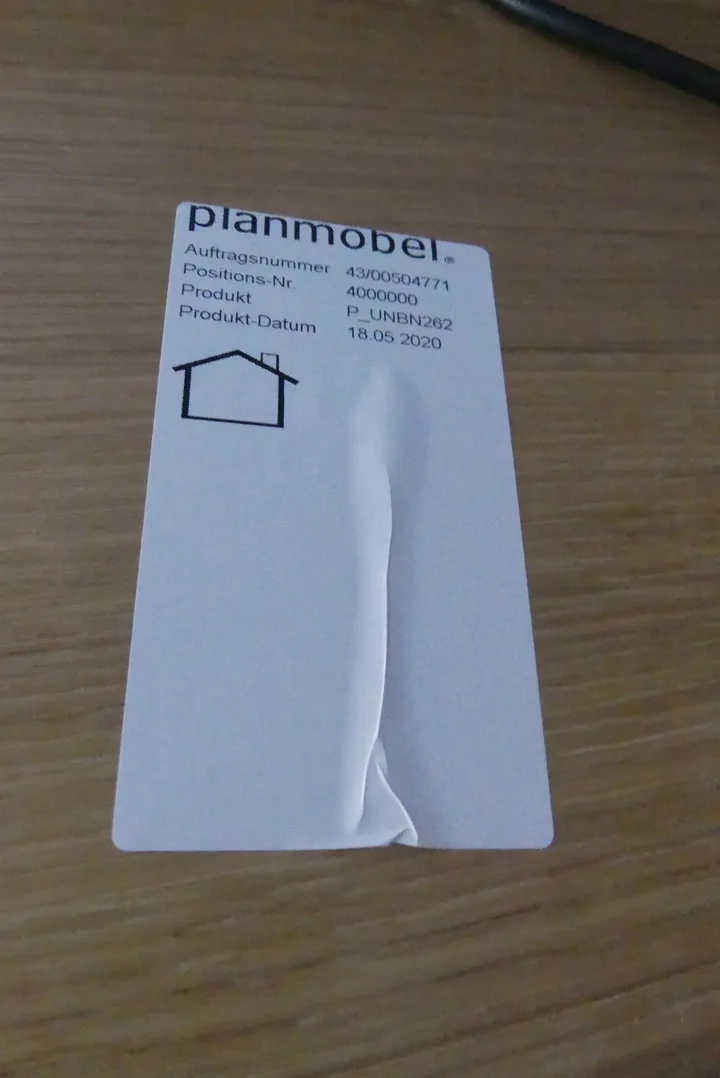 planmobel®
Auftragsnummer 43/00504771
Positions-Nr. 4000000
Produkt P_UNBN262
Produkt-Datum 18.05.2020